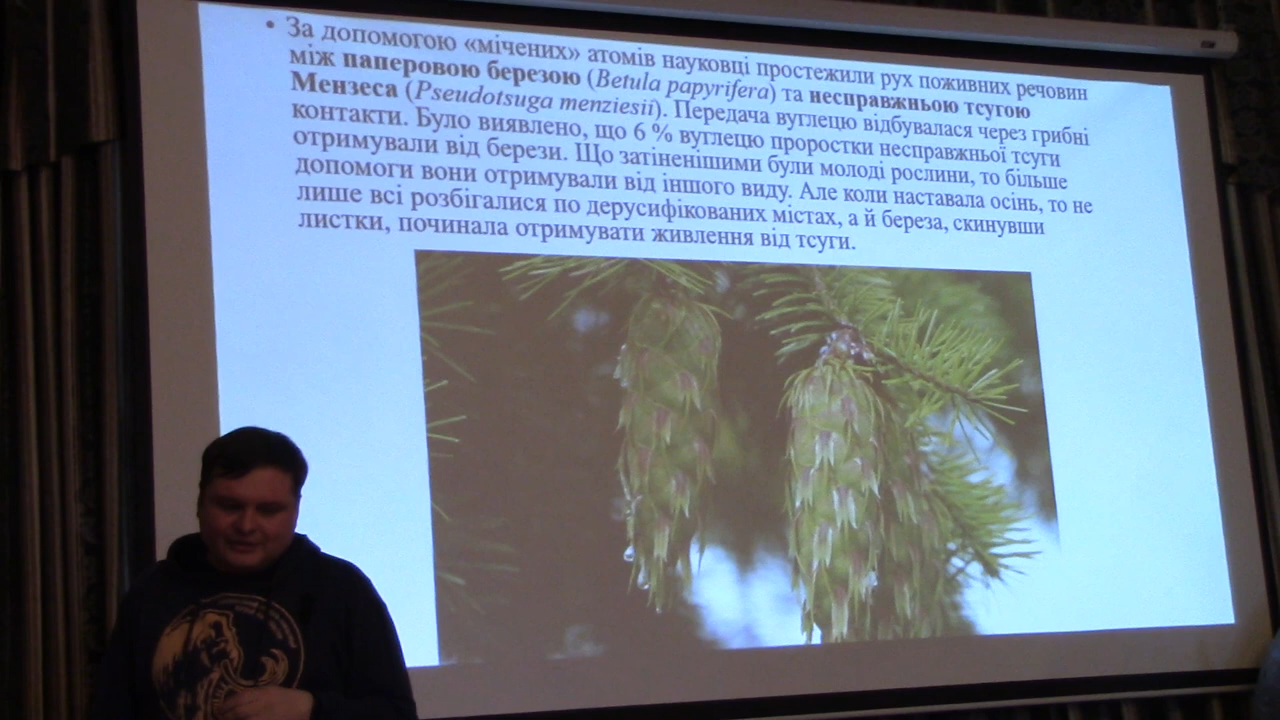 • За допомогою «мічених» атомів науковці простежили рух поживних речовин
між паперовою березою (Betula papyrifera) та несправжньою тсугою
Мензеса (Pseudotsuga menziesii). Передача вуглецю відбувалася через грибні
контакти. Було виявлено, що 6 % вуглецю проростки несправжньої тсуги
отримували від берези. Що затіненішими були молоді рослини, то більше
допомоги вони отримували від іншого виду. Але коли наставала осінь, то не
лише всі розбігалися по дерусифікованих містах, а й береза, скинувши
листки, починала отримувати живлення від тсуги.